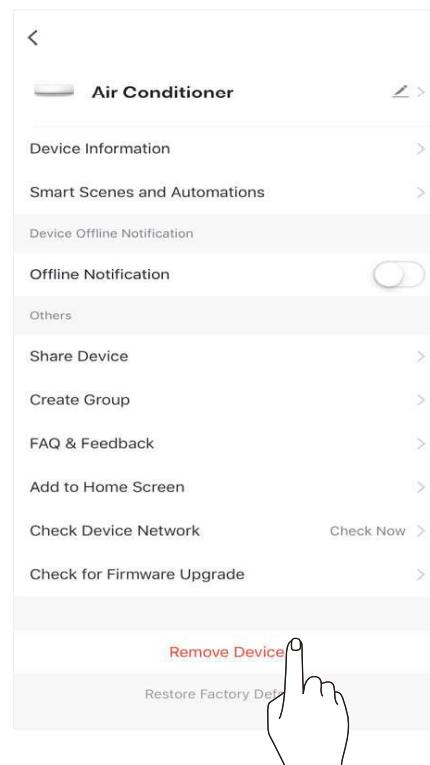 Air Conditioner
Device Information
Smart Scenes and Automations
Device Offline Notification
Offline Notification
Others
Share Device
Create Group
FAQ & Feedback
Add to Home Screen
Check Device Network Check Now
Check for Firmware Upgrade
Remove Device
Restore Factory